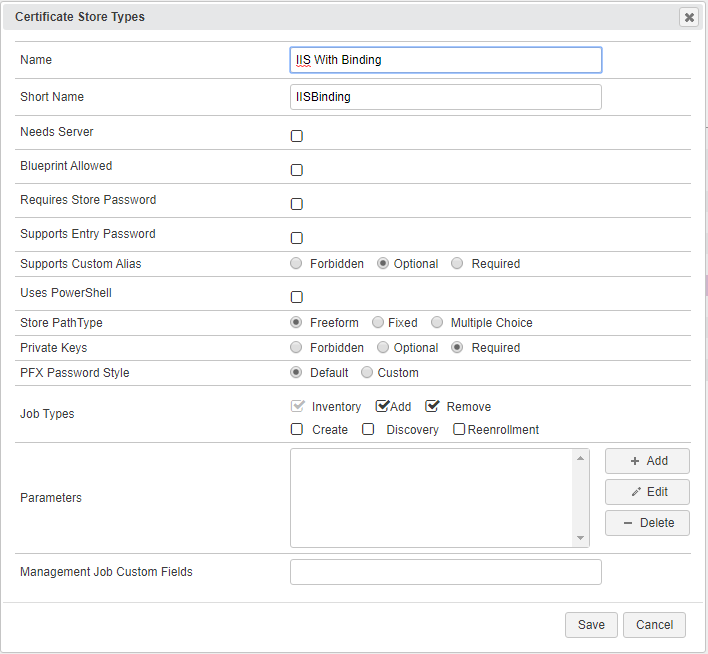 Certificate Store Types
Name IIS With Binding
Short Name IISBinding
Needs Server
Blueprint Allowed
Requires Store Password
Supports Entry Password
Supports Custom Alias Forbidden Optional Required
Uses PowerShell
Store PathType Freeform Fixed Multiple Choice
Private Keys Forbidden Optional Required
PFX Password Style Default Custom
Job Types Inventory Add Remove
Create Discovery Reenrollment
Parameters Add
Edit
Delete
Management Job Custom Fields
Save Cancel